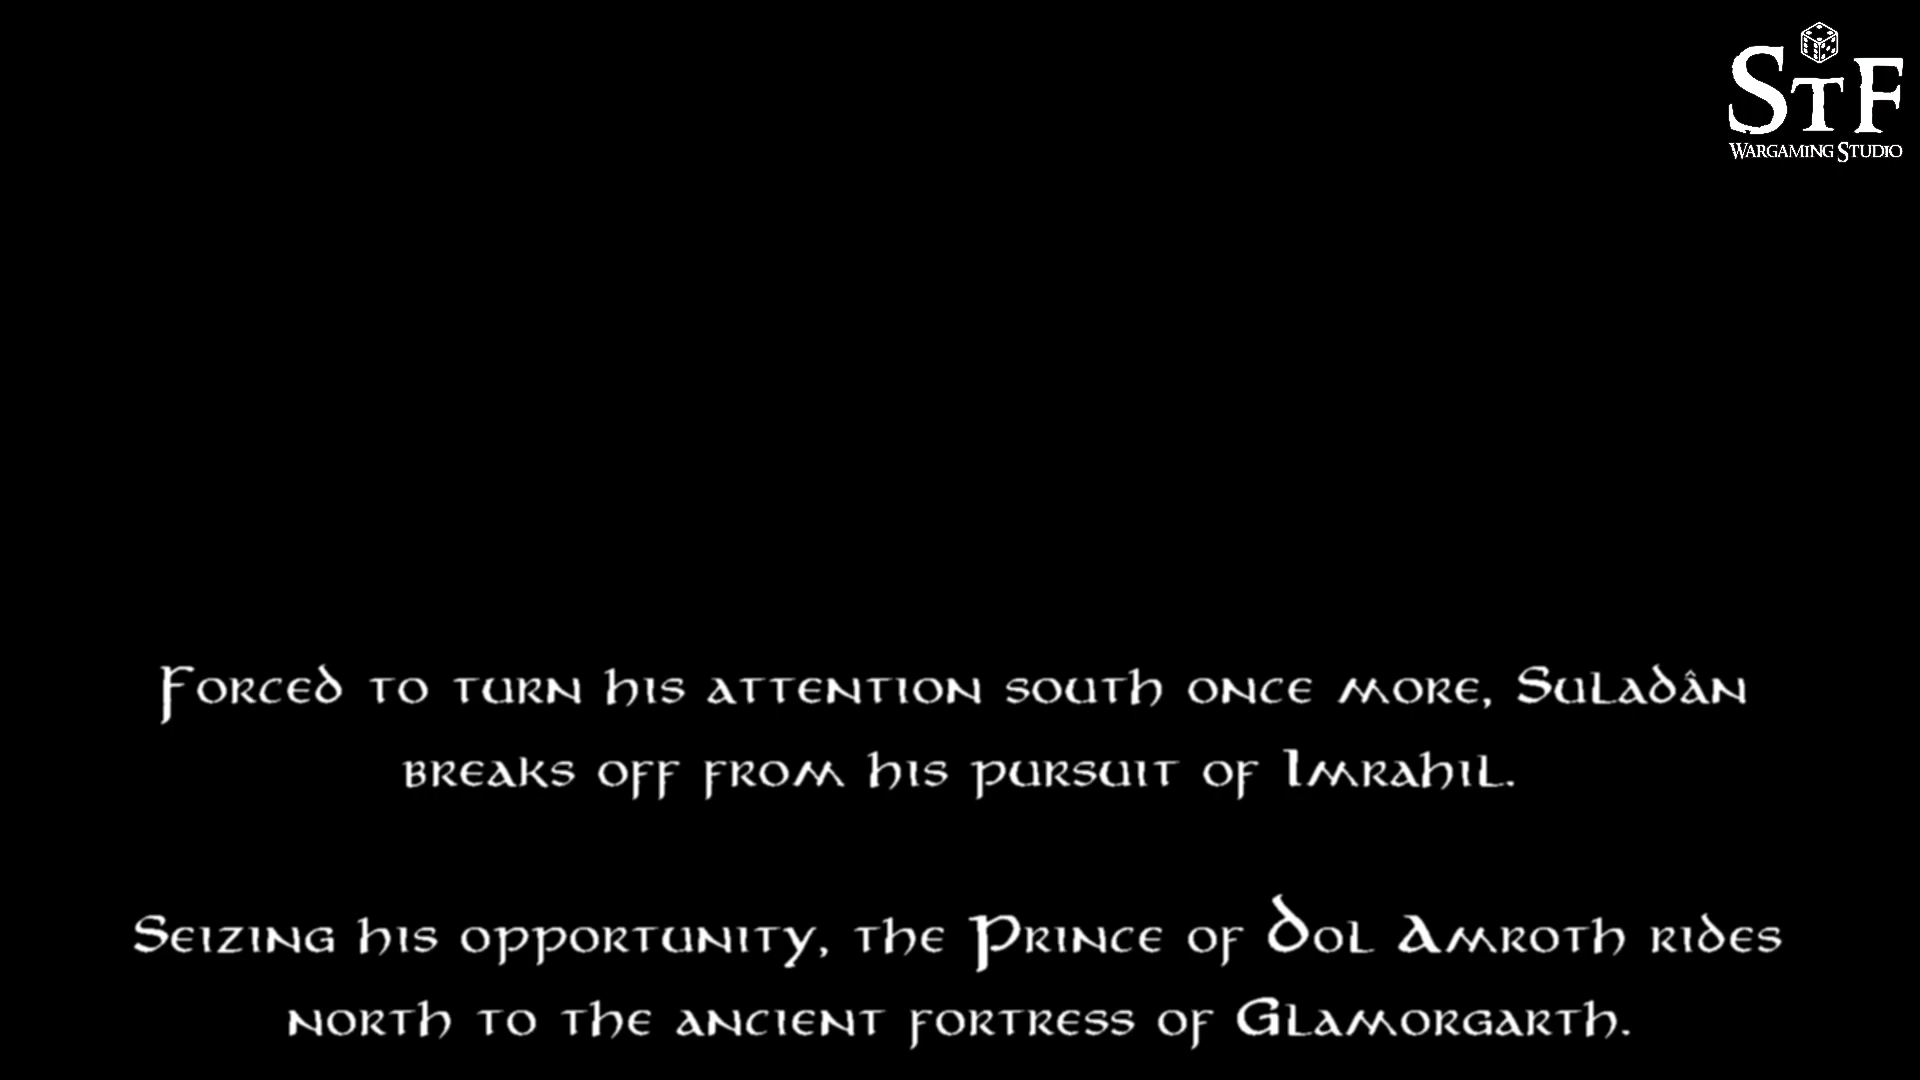 StF
Wargaming Studio
Forced to turn his attention south once more, Suladân
breaks off from his pursuit of Imrahil.
Seizing his opportunity, the Prince of Dol Amroth rides
north to the ancient fortress of Glamorgarth.